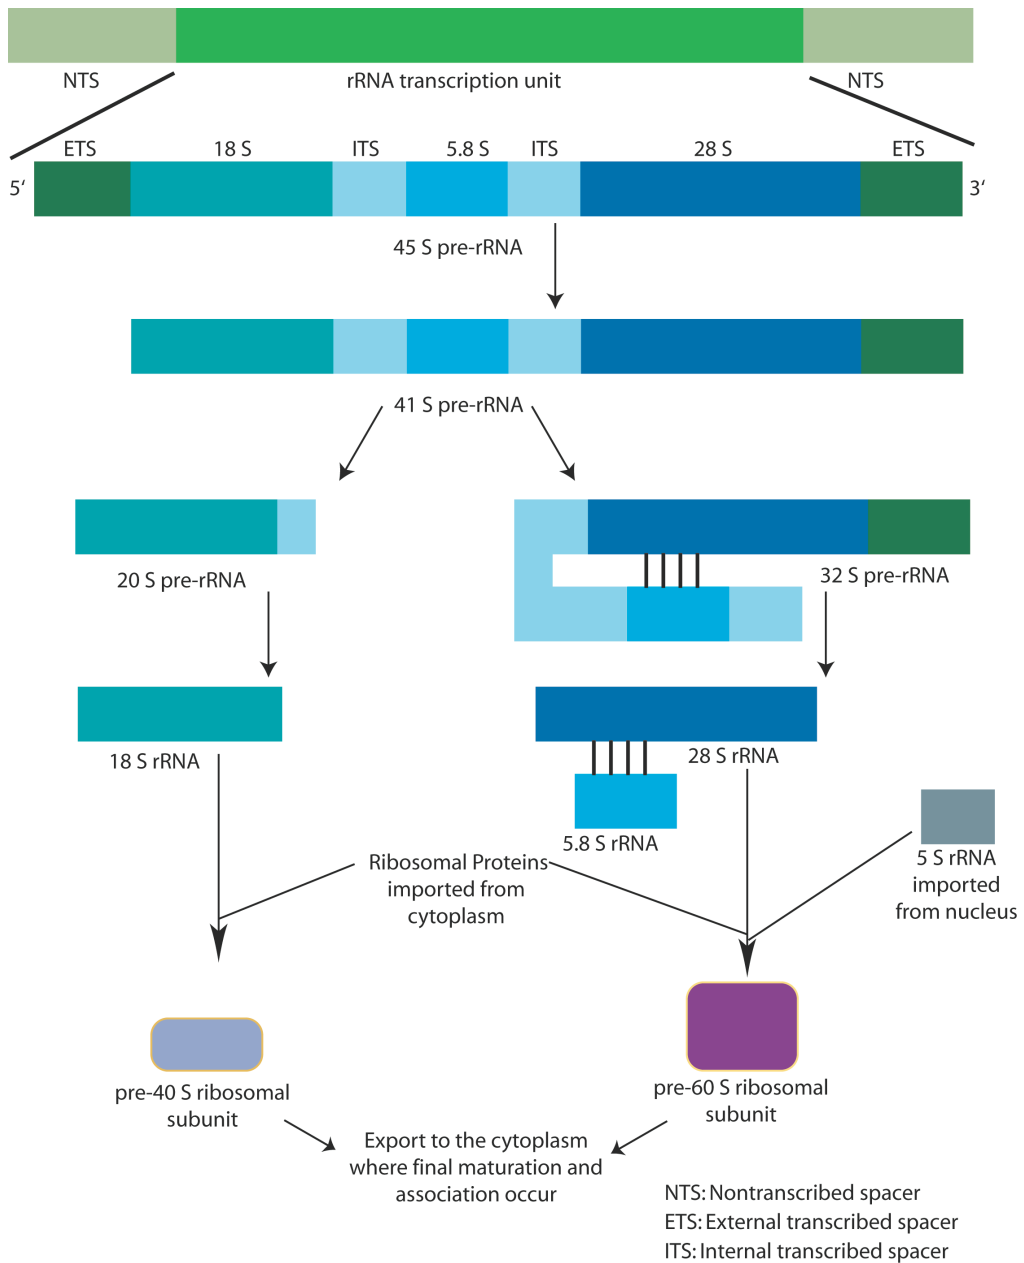 NTS
rRNA transcription unit
NTS
ETS
18 S
ITS
5.8 S
ITS
28 S
ETS
5‘
3‘
45 S pre-rRNA
41 S pre-rRNA
20 S pre-rRNA
32 S pre-rRNA
18 S rRNA
28 S rRNA
5.8 S rRNA
5 S rRNA
imported
from nucleus
Ribosomal Proteins
imported from
cytoplasm
pre-40 S ribosomal
subunit
pre-60 S ribosomal
subunit
Export to the cytoplasm
where final maturation and
association occur
NTS: Nontranscribed spacer
ETS: External transcribed spacer
ITS: Internal transcribed spacer